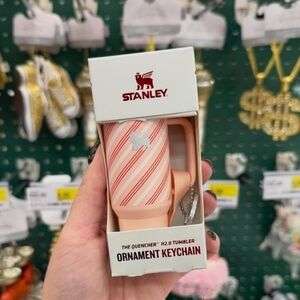 STANLEY
THE QUENCHER H2.0 TUMBLER
ORNAMENT KEYCHAIN